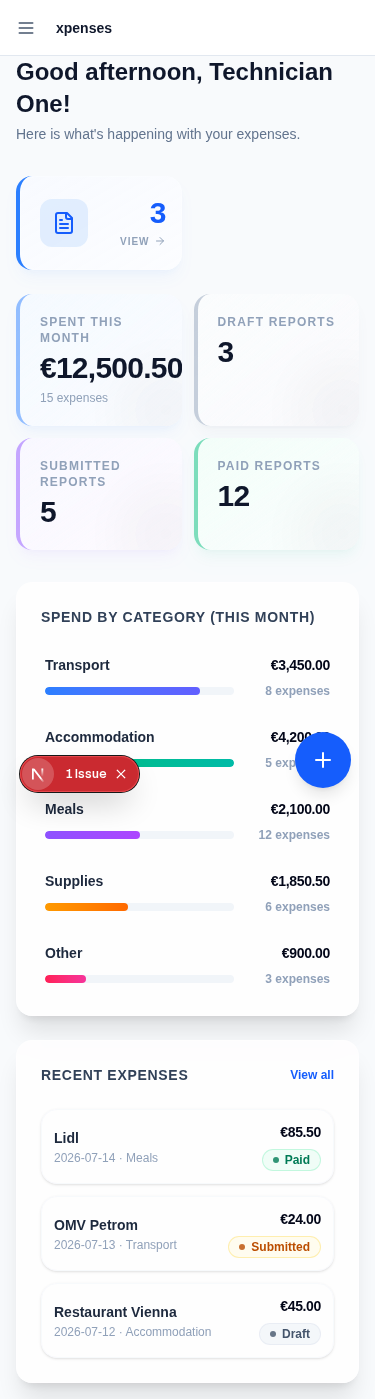 xpenses
Good afternoon, Technician
One!
Here is what's happening with your expenses.
3
VIEW
SPENT THIS
MONTH
€12,500.50
15 expenses
DRAFT REPORTS
3
SUBMITTED
REPORTS
5
PAID REPORTS
12
SPEND BY CATEGORY (THIS MONTH)
Transport
€3,450.00
8 expenses
Accommodation
€4,200
5 exp
N
1 Issue
Meals
€2,100.00
12 expenses
Supplies
€1,850.50
6 expenses
Other
€900.00
3 expenses
RECENT EXPENSES
View all
Lidl
€85.50
2026-07-14 · Meals
Paid
OMV Petrom
€24.00
2026-07-13 · Transport
Submitted
Restaurant Vienna
€45.00
2026-07-12 · Accommodation
Draft